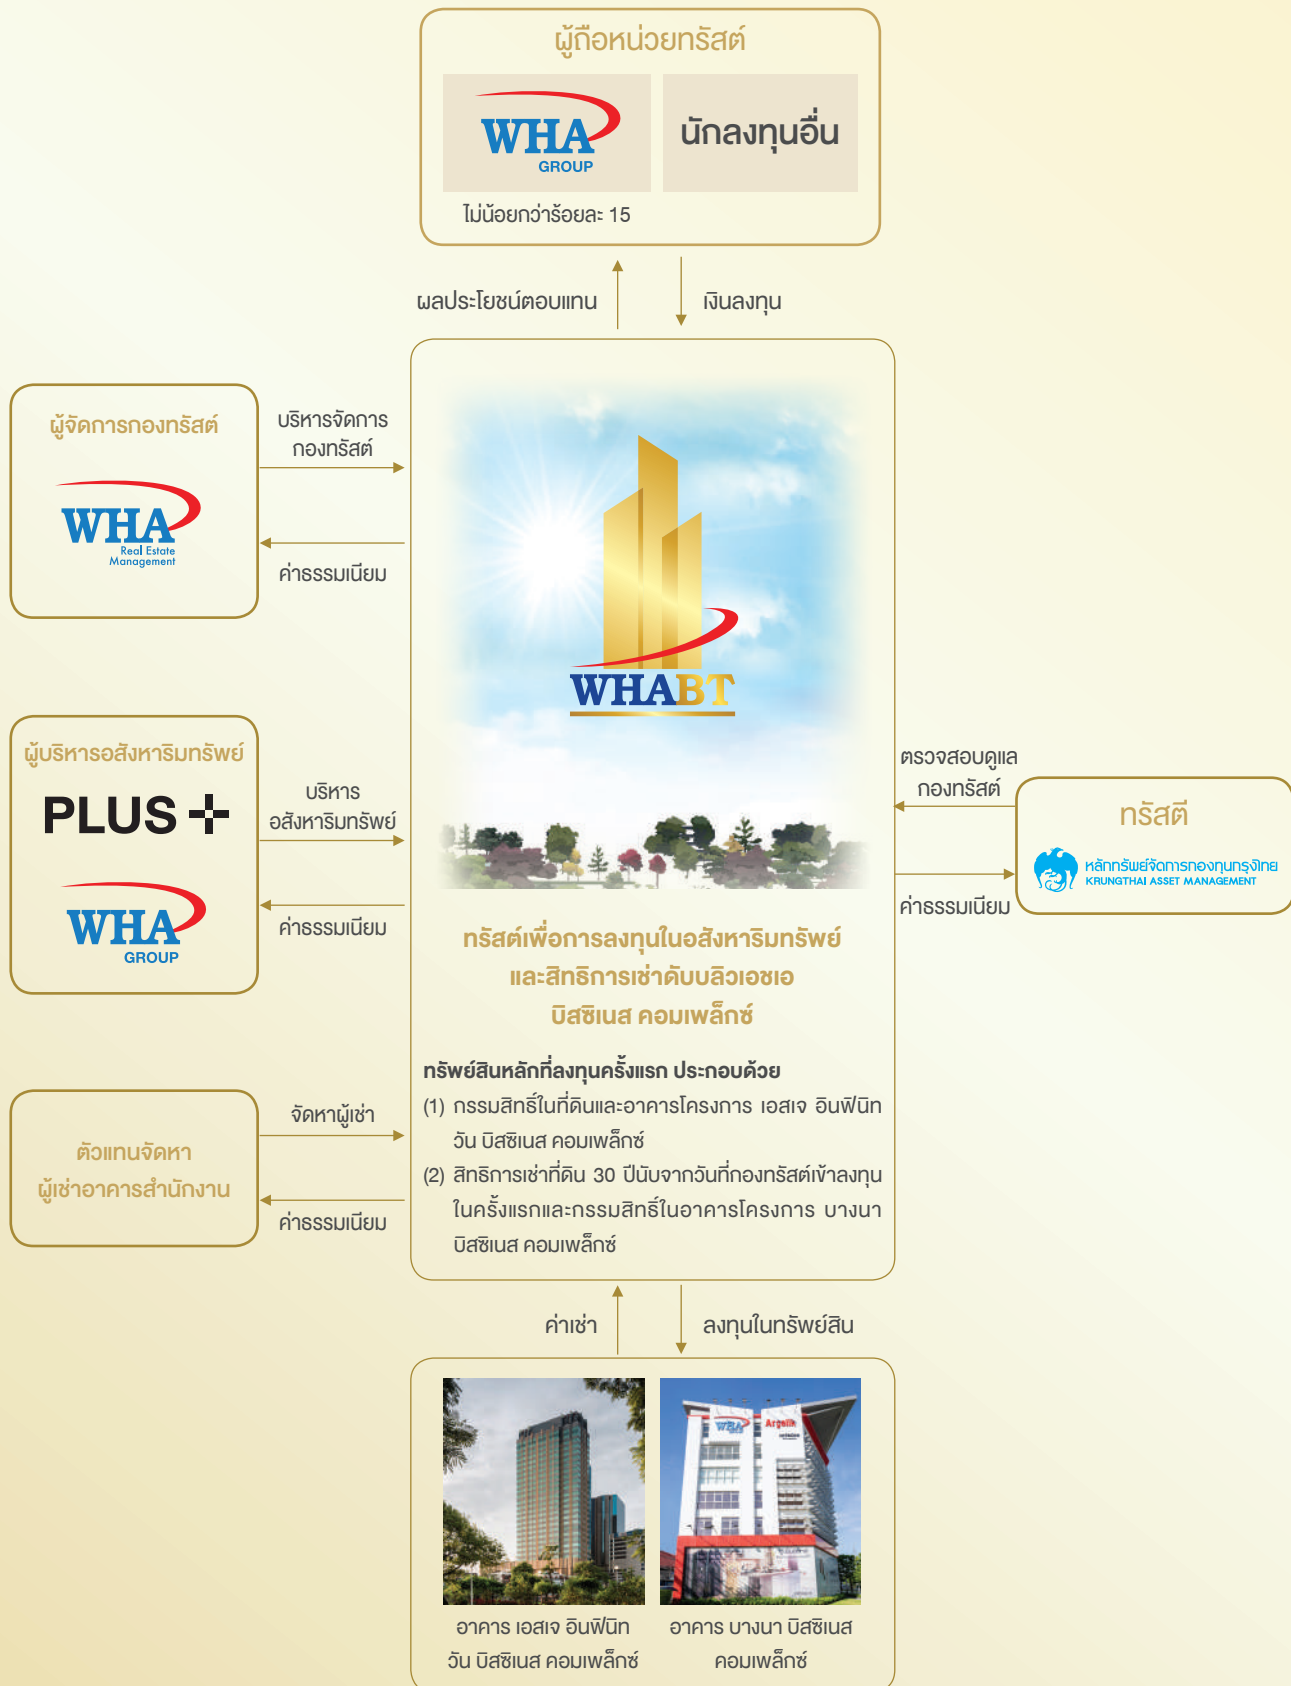 ผู้ถือหน่วยทรัสต์
WHA
GROUP
นักลงทุนอื่น
ไม่น้อยกว่าร้อยละ 15
ผลประโยชน์ตอบแทน
เงินลงทุน
ผู้จัดการกองทรัสต์
WHA
Real Estate
Management
บริหารจัดการ
กองทรัสต์
ค่าธรรมเนียม
WHABT
ผู้บริหารอสังหาริมทรัพย์
PLUS
WHA
GROUP
บริหาร
อสังหาริมทรัพย์
ค่าธรรมเนียม
ตรวจสอบดูแล
กองทรัสต์
ค่าธรรมเนียม
ทรัสตี
หลักทรัพย์จัดการกองทุนกรุงไทย
KRUNGTHAI ASSET MANAGEMENT
ทรัสต์เพื่อการลงทุนในอสังหาริมทรัพย์
และสิทธิการเช่าดับบลิวเอชเอ
บิสซิเนส คอมเพล็กซ์
ทรัพย์สินหลักที่ลงทุนครั้งแรก ประกอบด้วย
(1) กรรมสิทธิ์ในที่ดินและอาคารโครงการ เอสเจ อินฟินิท
วัน บิสซิเนส คอมเพล็กซ์
(2) สิทธิการเช่าที่ดิน 30 ปีนับจากวันที่กองทรัสต์เข้าลงทุน
ในครั้งแรกและกรรมสิทธิ์ในอาคารโครงการ บางนา
บิสซิเนส คอมเพล็กซ์
ตัวแทนจัดหา
ผู้เช่าอาคารสำนักงาน
จัดหาผู้เช่า
ค่าธรรมเนียม
ค่าเช่า
ลงทุนในทรัพย์สิน
WHA
Arçelik
อาคาร เอสเจ อินฟินิท
วัน บิสซิเนส คอมเพล็กซ์
อาคาร บางนา บิสซิเนส
คอมเพล็กซ์